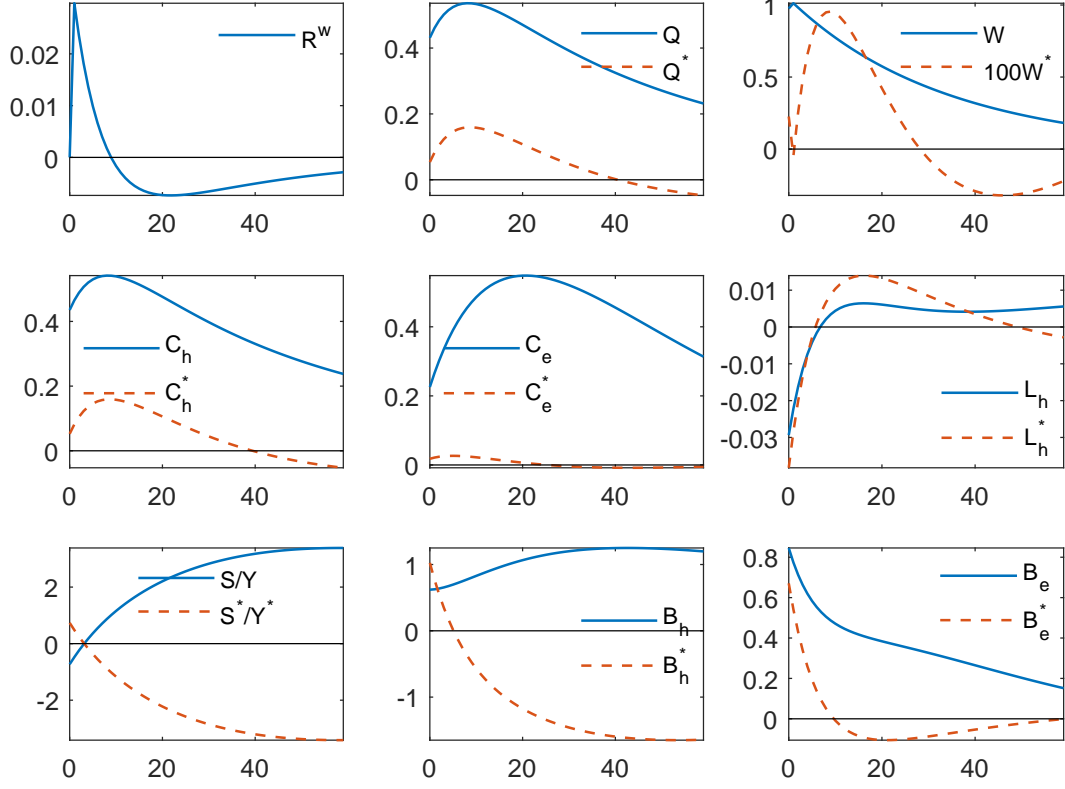 0.02
0.01
0
R^w
0 20 40
0.4
0.2
0
Q
Q^*
0 20 40
1
0.5
0
W
100W^*
0 20 40
0.4
0.2
0
C_h
C_h^*
0 20 40
0.4
0.2
0
C_e
C_e^*
0 20 40
0.01
0
-0.01
-0.02
-0.03
L_h
L_h^*
0 20 40
2
0
-2
S/Y
S^*/Y^*
0 20 40
1
0
-1
B_h
B_h^*
0 20 40
0.8
0.6
0.4
0.2
0
B_e
B_e^*
0 20 40